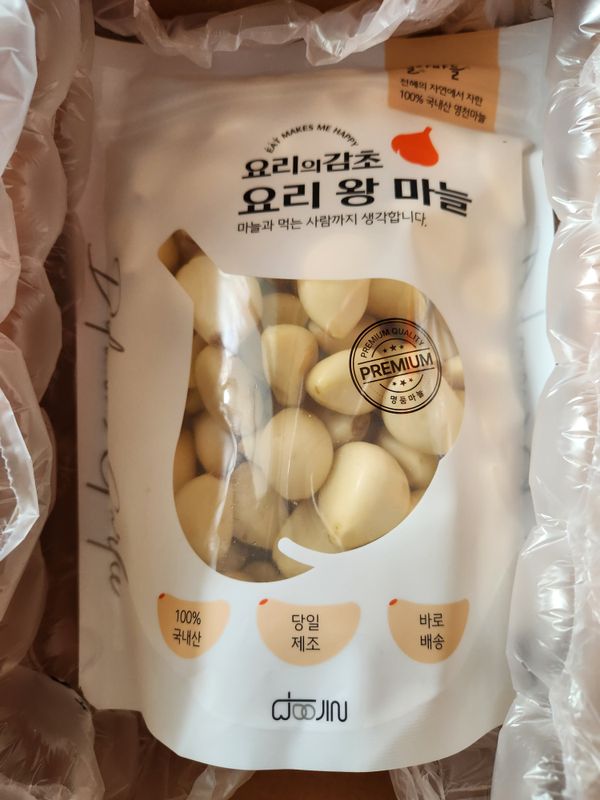 천혜의 자연에서 자란
100% 국내산 영천마늘
EAT MAKES ME HAPPY
요리의감초
요리 왕 마늘
마늘과 먹는 사람까지 생각합니다.
PREMIUM QUALITY
PREMIUM
명품마늘
100%
국내산
당일
제조
바로
배송
WOOJIN